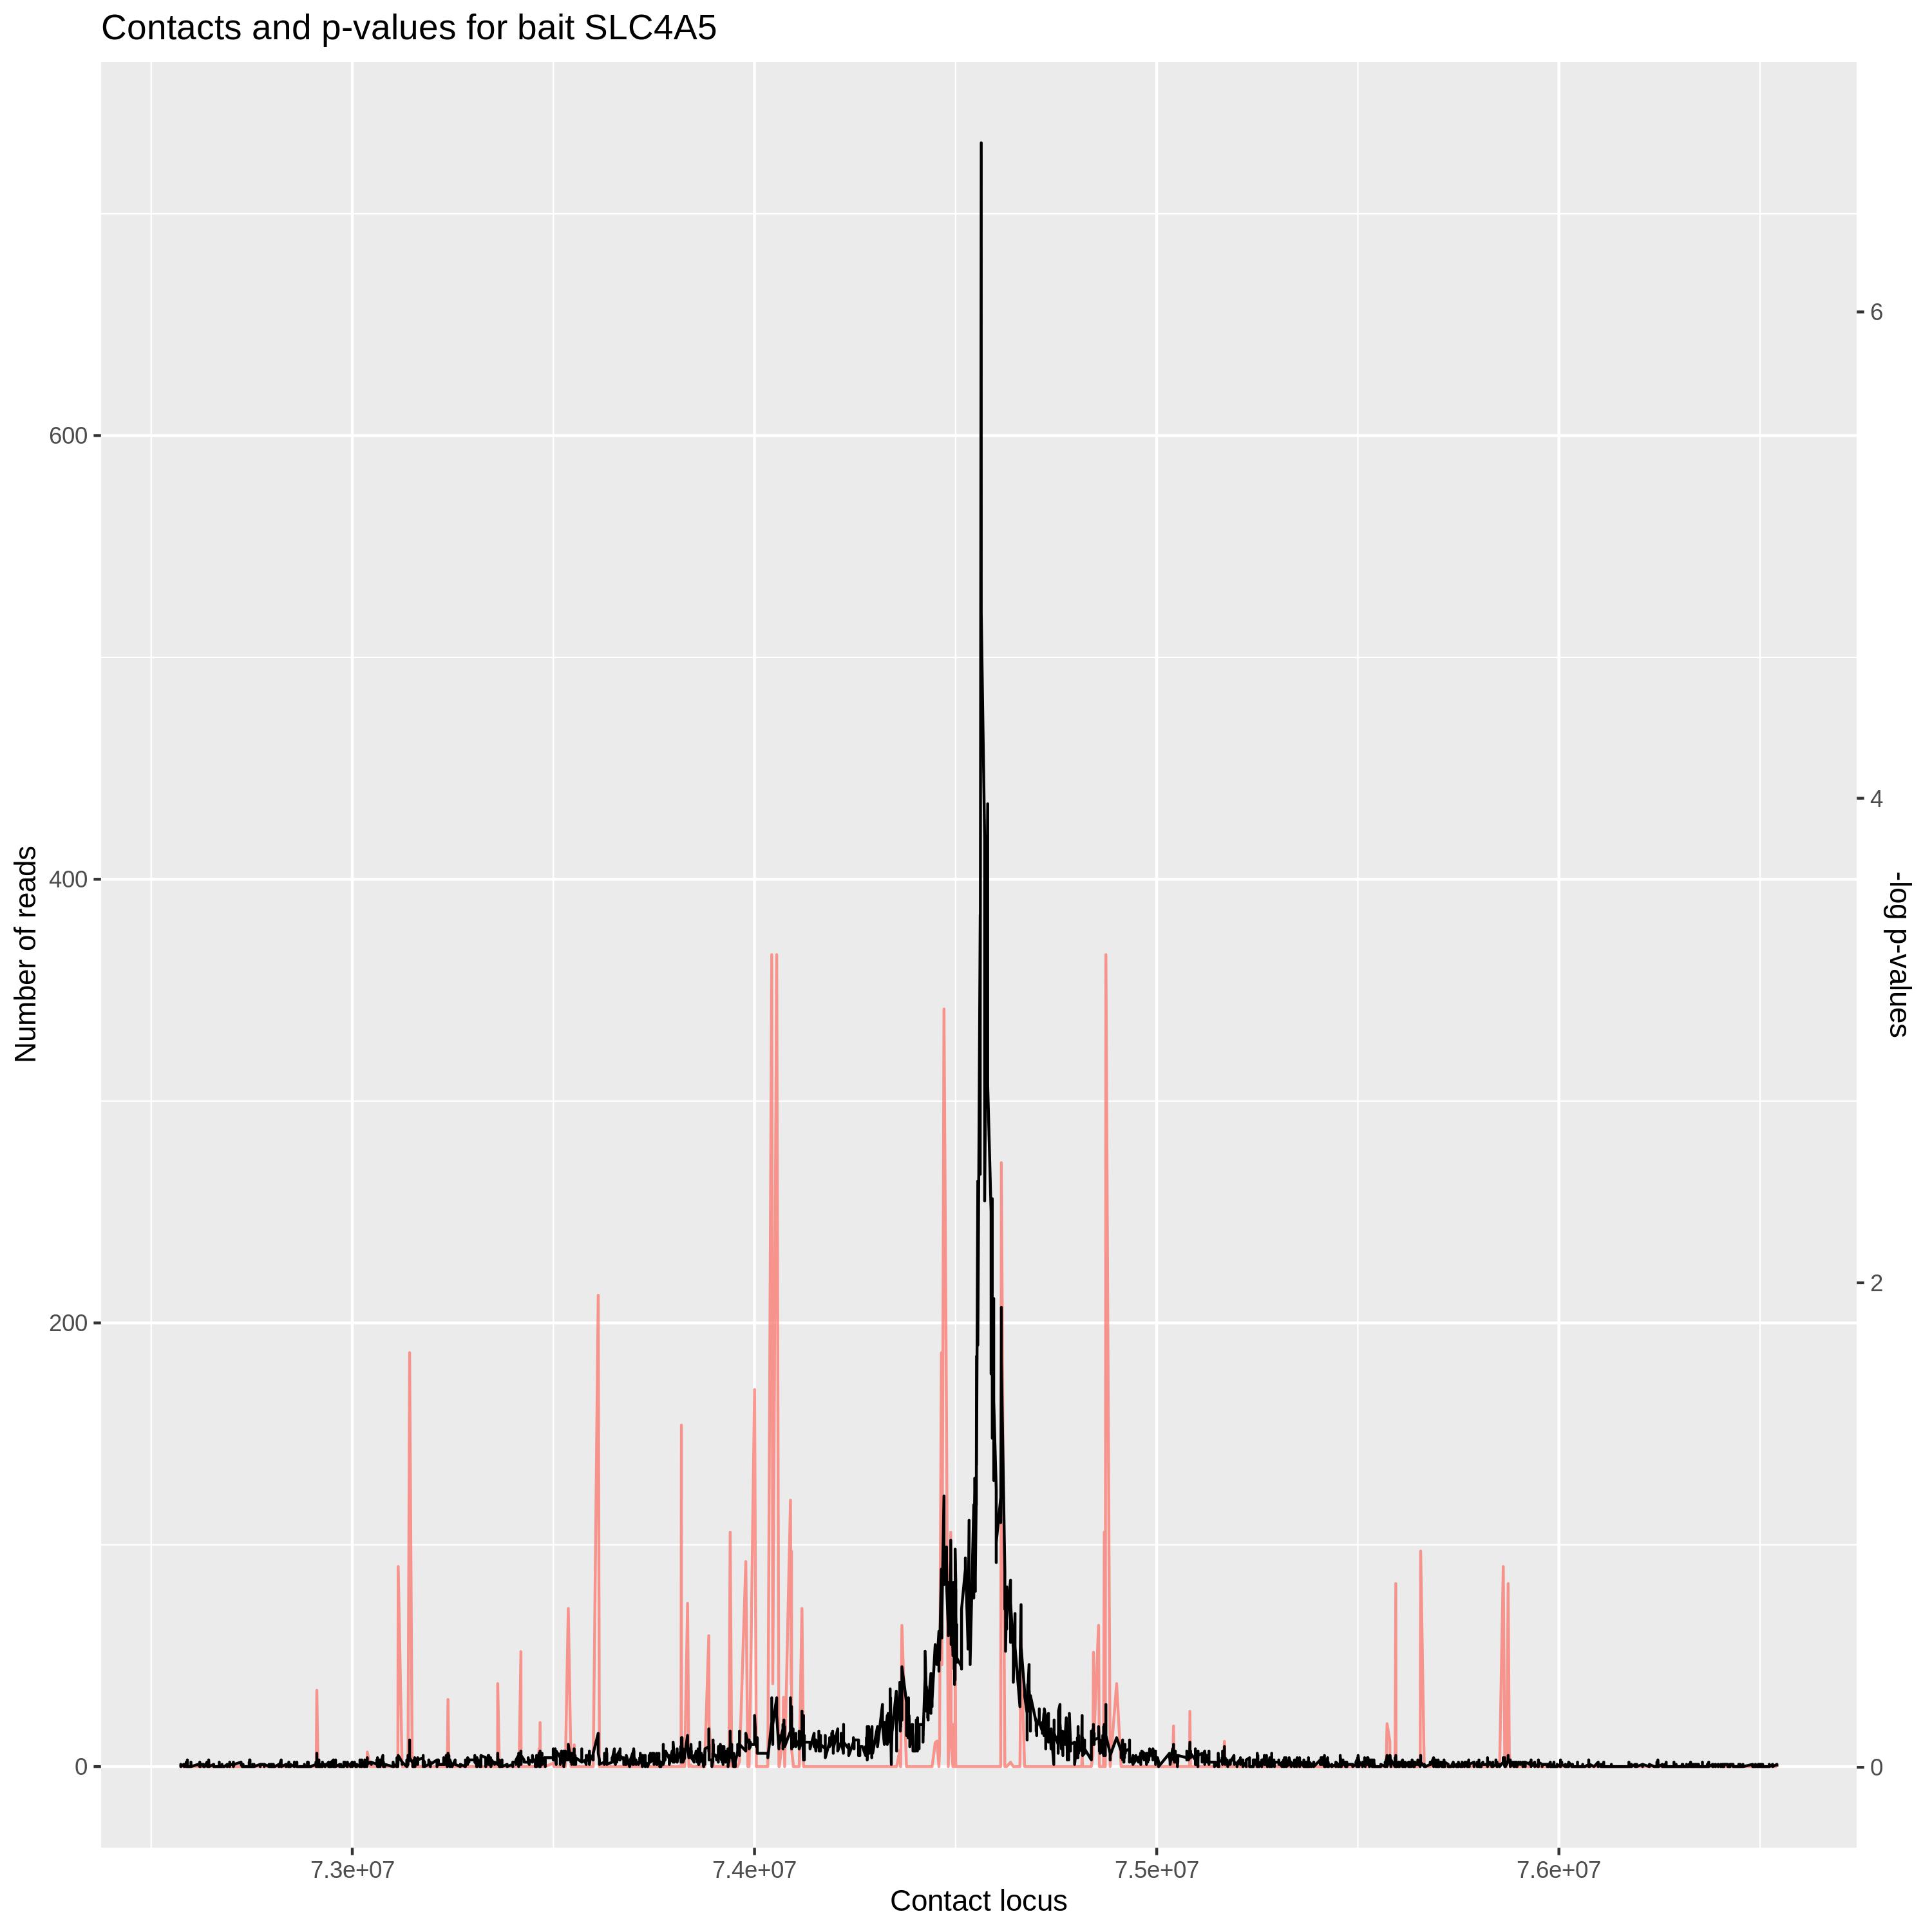 Contacts and p-values for bait SLC4A5
Number of reads
600
400
200
0
6
4
2
0
-log p-values
7.3e+07 7.4e+07 7.5e+07 7.6e+07
Contact locus